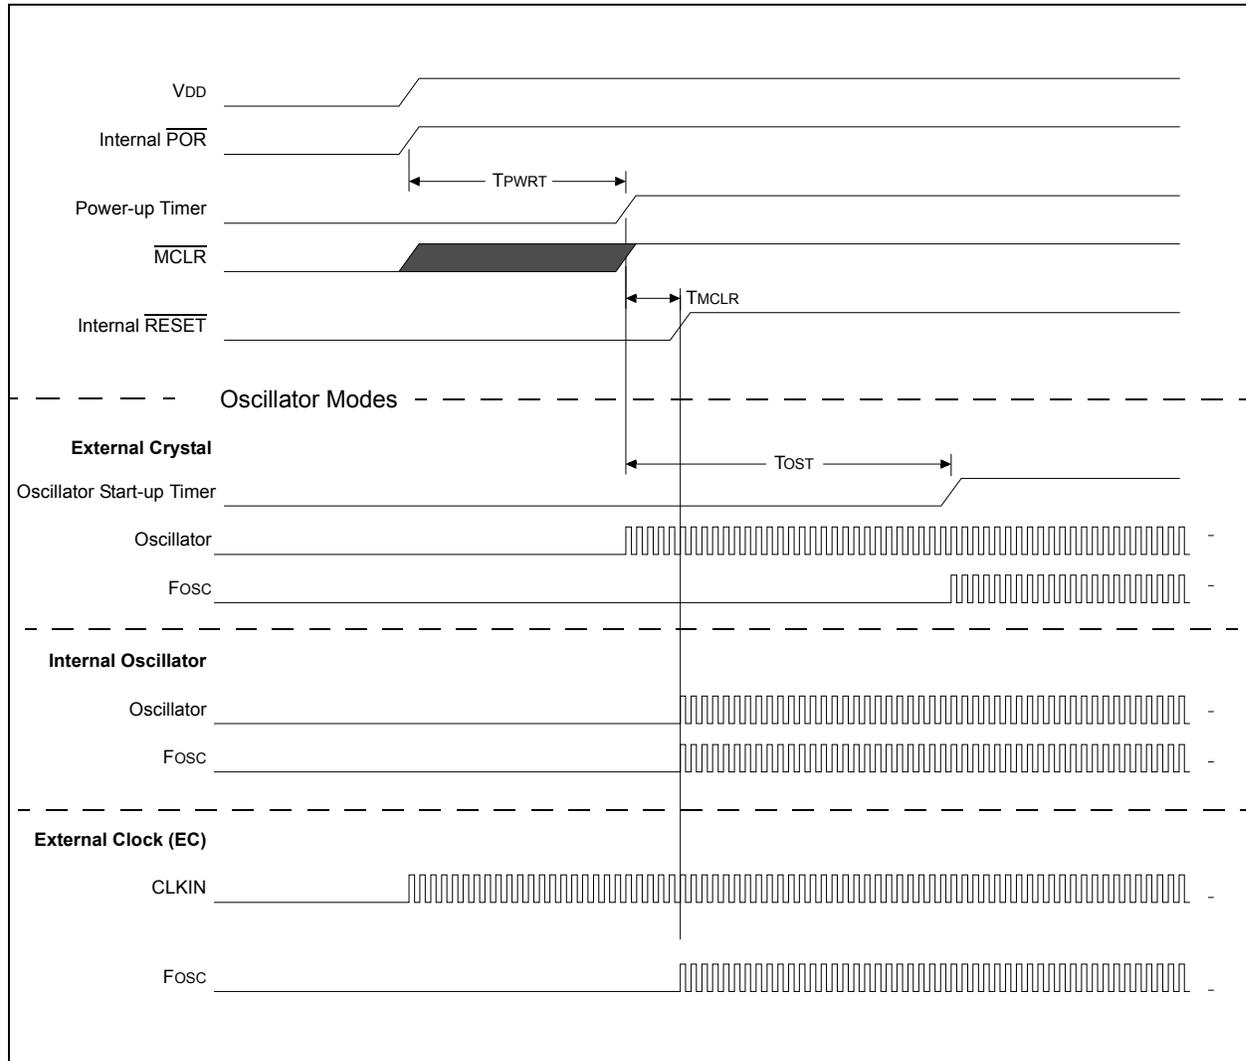 VDD
Internal POR
TPWRT
Power-up Timer
MCLR
TMCLR
Internal RESET
Oscillator Modes
External Crystal
TOST
Oscillator Start-up Timer
Oscillator
FOSC
Internal Oscillator
Oscillator
FOSC
External Clock (EC)
CLKIN
FOSC